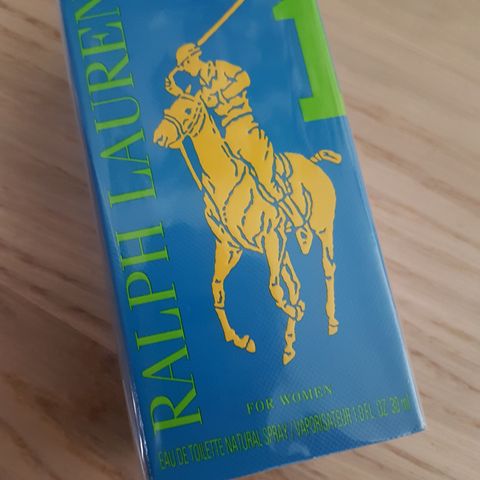 RALPH LAUREN
1
FOR WOMEN
EAU DE TOILETTE NATURAL SPRAY / VAPORISATEUR 1.0 FL. OZ 30 ml